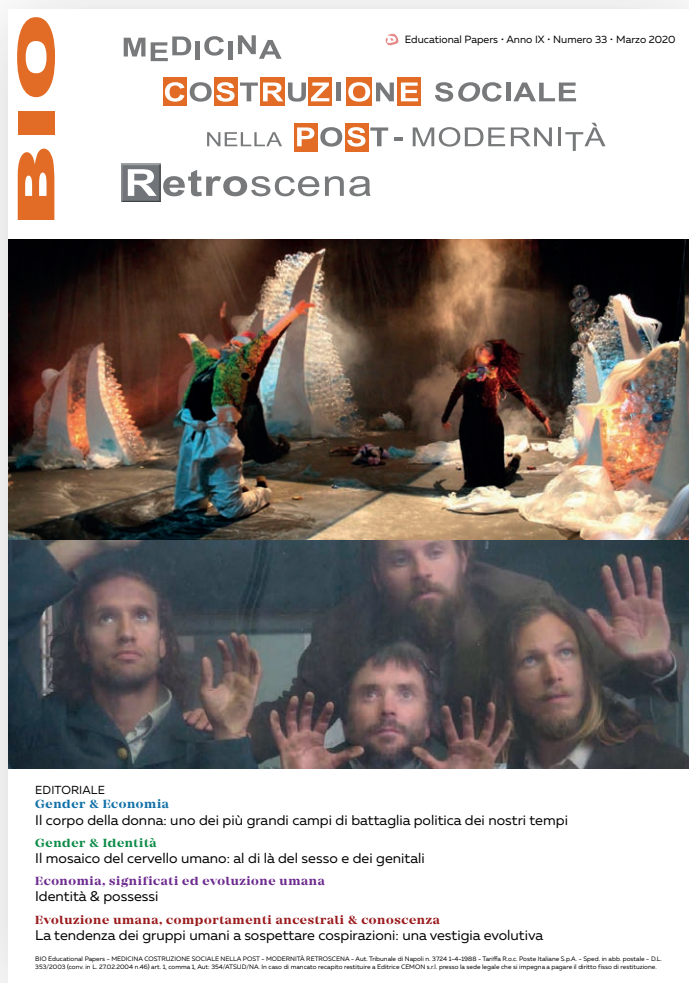 BIO
Educational Papers • Anno IX • Numero 33 • Marzo 2020
MEDICINA
COSTRUZIONE SOCIALE
NELLA POST-MODERNITÀ
Retroscena
EDITORIALE
Gender & Economia
Il corpo della donna: uno dei più grandi campi di battaglia politica dei nostri tempi
Gender & Identità
Il mosaico del cervello umano: al di là del sesso e dei genitali
Economia, significati ed evoluzione umana
Identità & possessi
Evoluzione umana, comportamenti ancestrali & conoscenza
La tendenza dei gruppi umani a sospettare cospirazioni: una vestigia evolutiva
BIO Educational Papers - MEDICINA COSTRUZIONE SOCIALE NELLA POST - MODERNITÀ RETROSCENA - Aut. Tribunale di Napoli n. 3724 1-4-1988 - Tariffa R.o.c. Poste Italiane S.p.A. - Sped. in abb. postale - D.L.
353/2003 (conv. in L. 27.02.2004 n.46) art. 1, comma 1, Aut: 354/ATSUD/NA. In caso di mancato recapito restituire a Editrice CEMON s.r.l. presso la sede legale che si impegna a pagare il diritto fisso di restituzione.